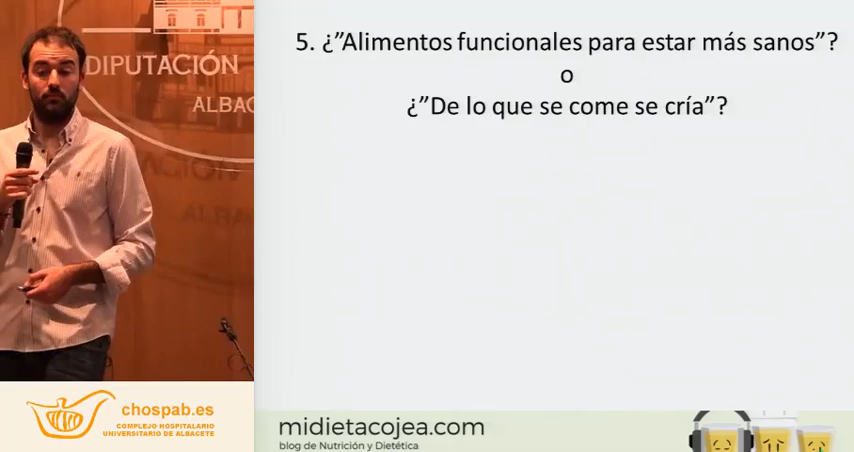 DIPUTACIÓN
5. ¿”Alimentos funcionales para estar más sanos”?
o
¿”De lo que se come se cría”?
chospab.es
COMPLEJO HOSPITALARIO
UNIVERSITARIO DE ALBACETE
midietacojea.com
blog de Nutrición y Dietética